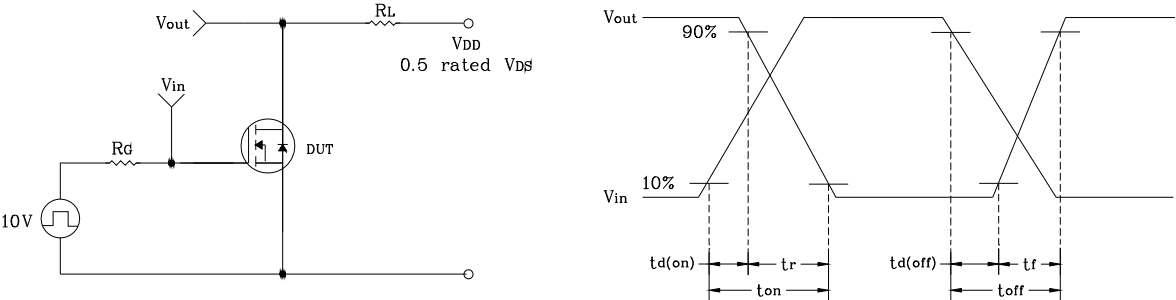 Vout
RL
VDD
0.5 rated VDS
Vin
RG
DUT
10V
Vout
90%
10%
Vin
td(on)
tr
td(off)
tf
ton
toff